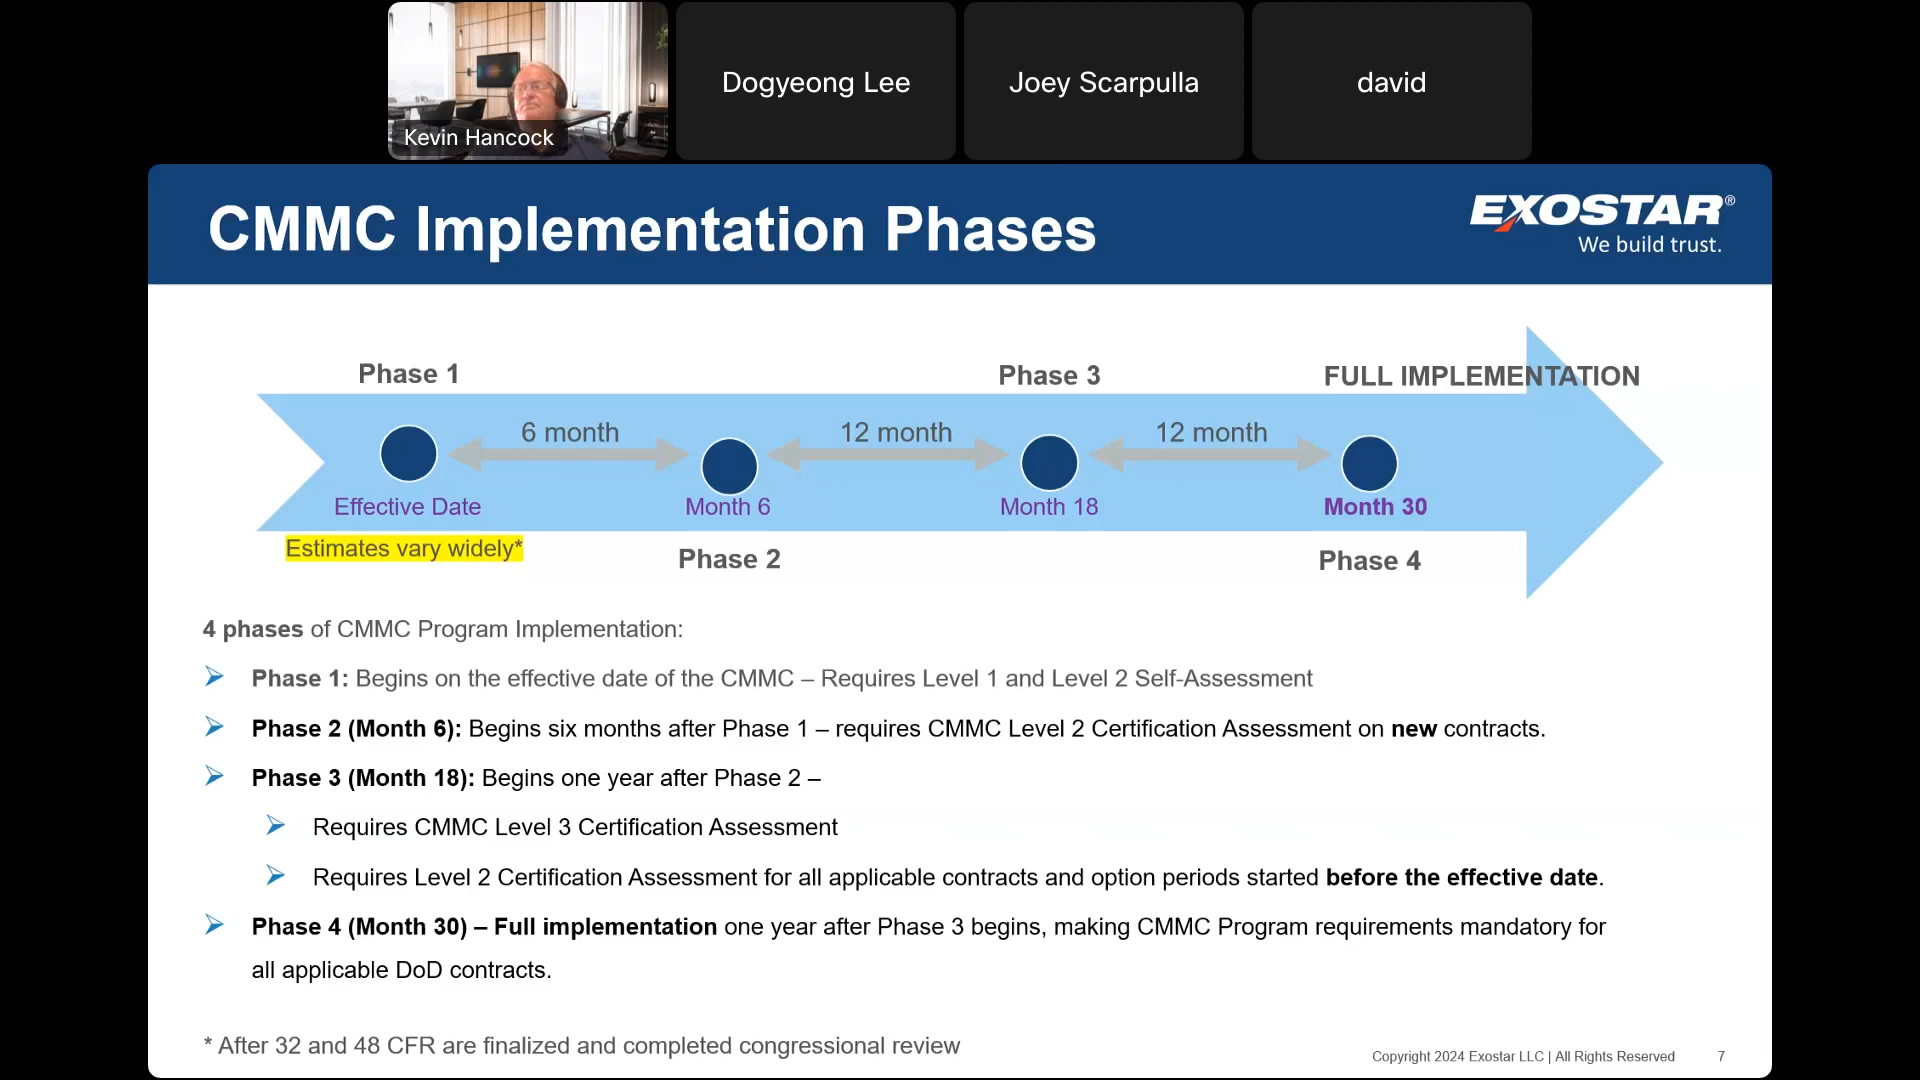 Kevin Hancock
Dogyeong Lee
Joey Scarpulla
david
CMMC Implementation Phases
EXOSTAR®
We build trust.
Phase 1
Phase 3
FULL IMPLEMENTATION
6 month
12 month
12 month
Effective Date
Month 6
Month 18
Month 30
Estimates vary widely*
Phase 2
Phase 4
4 phases of CMMC Program Implementation:
Phase 1: Begins on the effective date of the CMMC – Requires Level 1 and Level 2 Self-Assessment
Phase 2 (Month 6): Begins six months after Phase 1 – requires CMMC Level 2 Certification Assessment on new contracts.
Phase 3 (Month 18): Begins one year after Phase 2 –
Requires CMMC Level 3 Certification Assessment
Requires Level 2 Certification Assessment for all applicable contracts and option periods started before the effective date.
Phase 4 (Month 30) – Full implementation one year after Phase 3 begins, making CMMC Program requirements mandatory for
all applicable DoD contracts.
* After 32 and 48 CFR are finalized and completed congressional review
Copyright 2024 Exostar LLC | All Rights Reserved 7